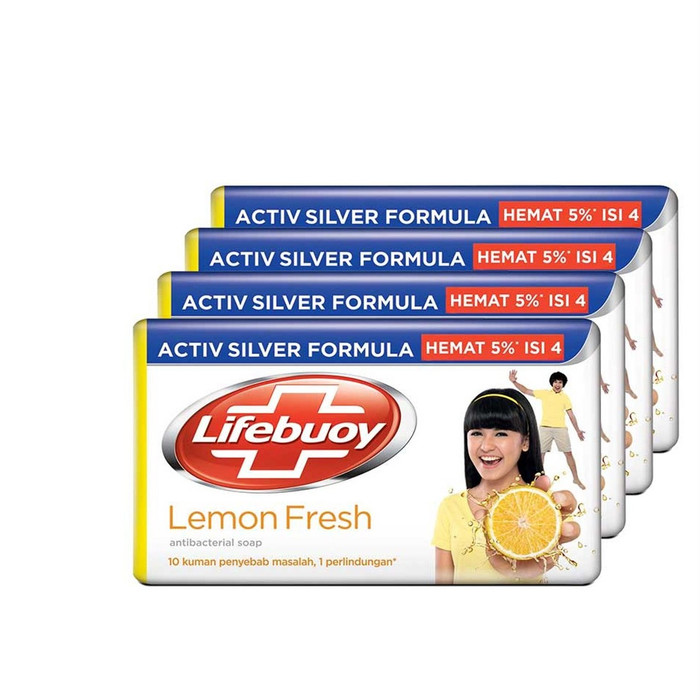 ACTIV SILVER FORMULA HEMAT 5%* ISI 4
ACTIV SILVER FORMULA HEMAT 5%* ISI 4
ACTIV SILVER FORMULA HEMAT 5%* ISI 4
ACTIV SILVER FORMULA HEMAT 5%* ISI 4
Lifebuoy
Lemon Fresh
antibacterial soap
10 kuman penyebab masalah, 1 perlindungan*